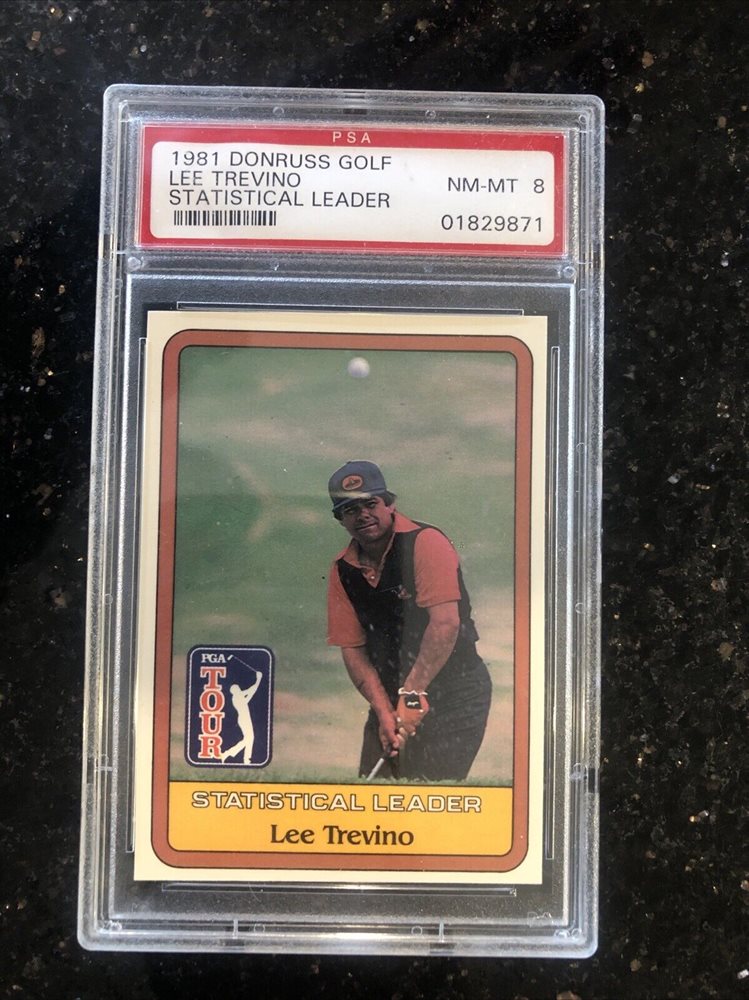 PSA
1981 DONRUSS GOLF
LEE TREVINO NM-MT 8
STATISTICAL LEADER
01829871
PGA
TOUR
STATISTICAL LEADER
Lee Trevino